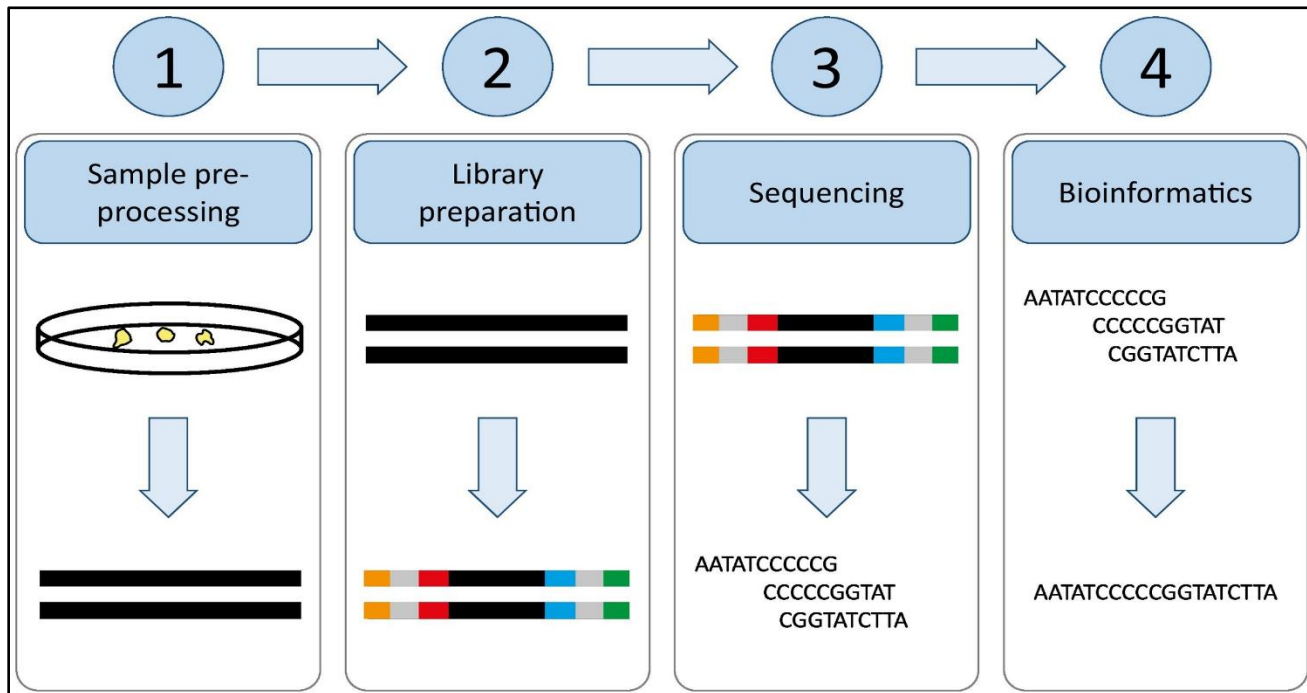 1
2
3
4
Sample pre-
processing
Library
preparation
Sequencing
Bioinformatics
AATATCCCCCG
CCCCCGGTAT
CGGTATCTTA
AATATCCCCCG
CCCCCGGTAT
CGGTATCTTA
AATATCCCCCGGTATCTTA